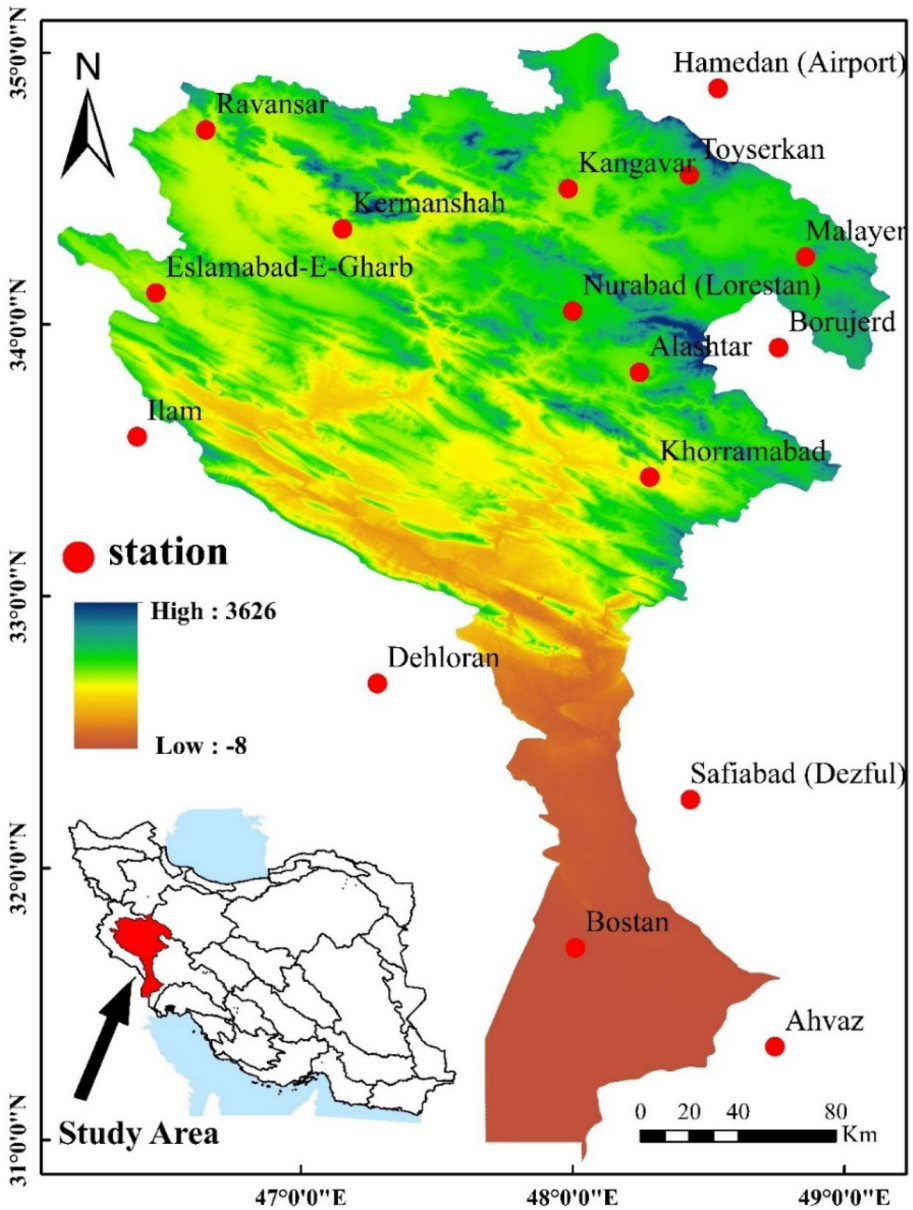 35°0'0"N
N
Hamedan (Airport)
Ravansar
Toyserkan
Kangavar
Kermanshah
Malayer
Eslamabad-E-Gharb
Nurabad (Lorestan)
34°0'0"N
Borujerd
Alashtar
Ilam
Khorramabad
station
33°0'0"N
High : 3626
Dehloran
Low : -8
Safiabad (Dezful)
32°0'0"N
Bostan
Ahvaz
Study Area
0 20 40 80
Km
31°0'0"N
47°0'0"E 48°0'0"E 49°0'0"E